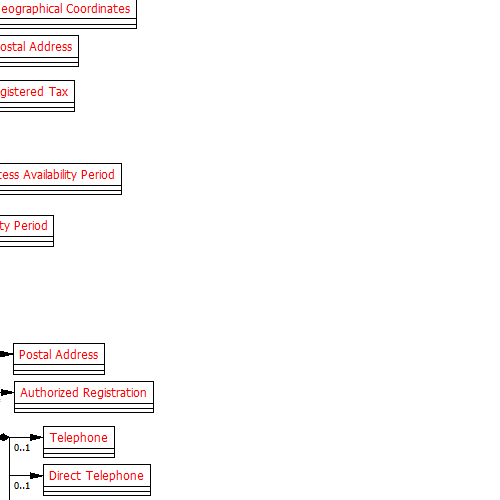 eographical Coordinates
ostal Address
gistered Tax
cess Availability Period
ty Period
Postal Address
Authorized Registration
Telephone
0..1
Direct Telephone
0..1